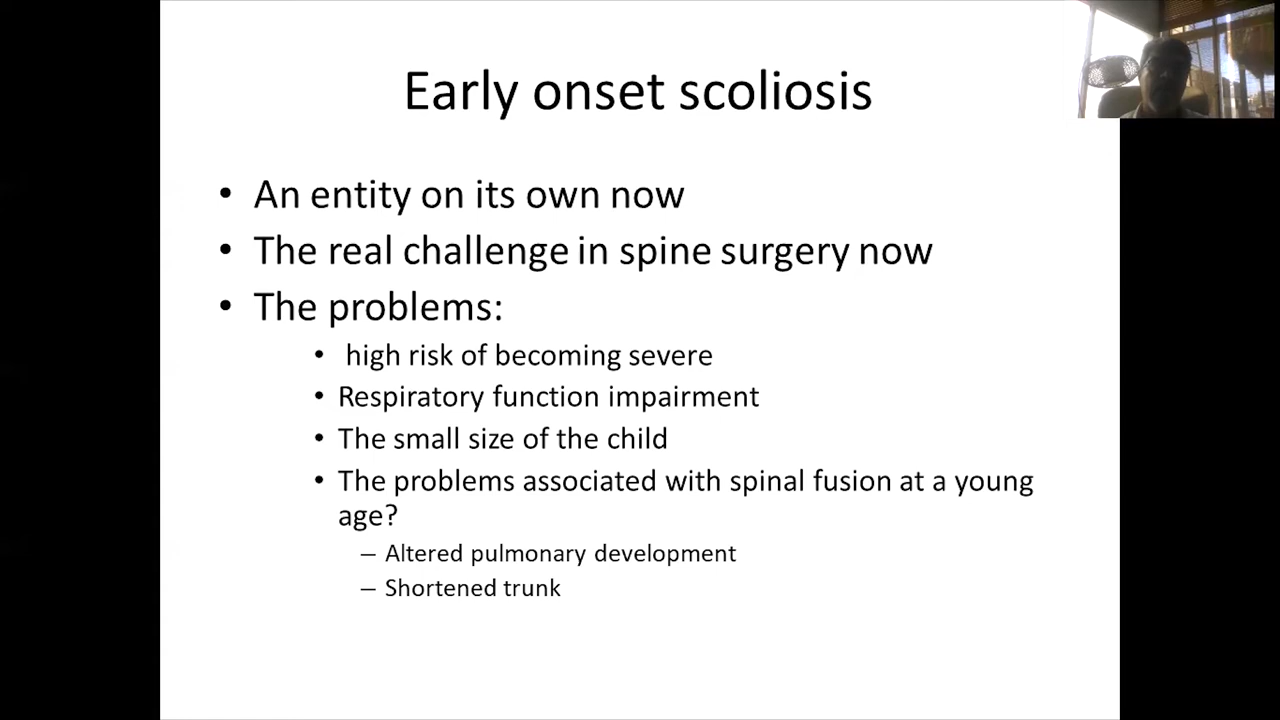 Early onset scoliosis
• An entity on its own now
• The real challenge in spine surgery now
• The problems:
• high risk of becoming severe
• Respiratory function impairment
• The small size of the child
• The problems associated with spinal fusion at a young
age?
– Altered pulmonary development
– Shortened trunk